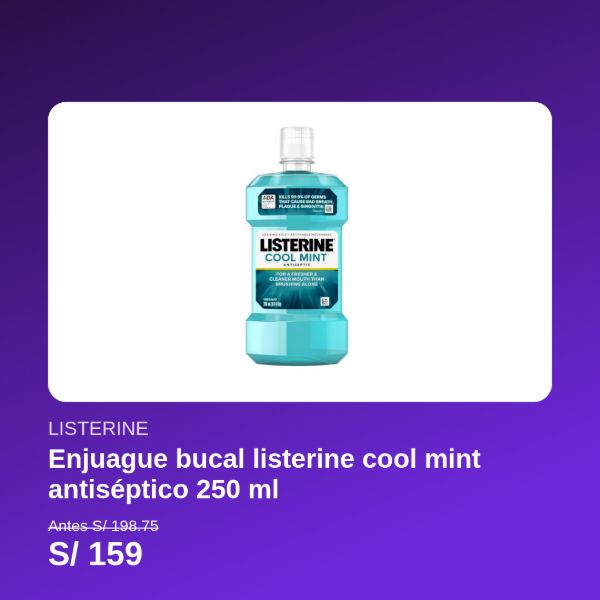 ADA
KILLS 99.9% OF GERMS
THAT CAUSE BAD BREATH,
PLAQUE & GINGIVITIS
LISTERINE
COOL MINT
ANTISEPTIC
FOR A FRESHER &
CLEANER MOUTH THAN
BRUSHING ALONE
LISTERINE
Enjuague bucal listerine cool mint
antiséptico 250 ml
Antes S/ 198.75
S/ 159